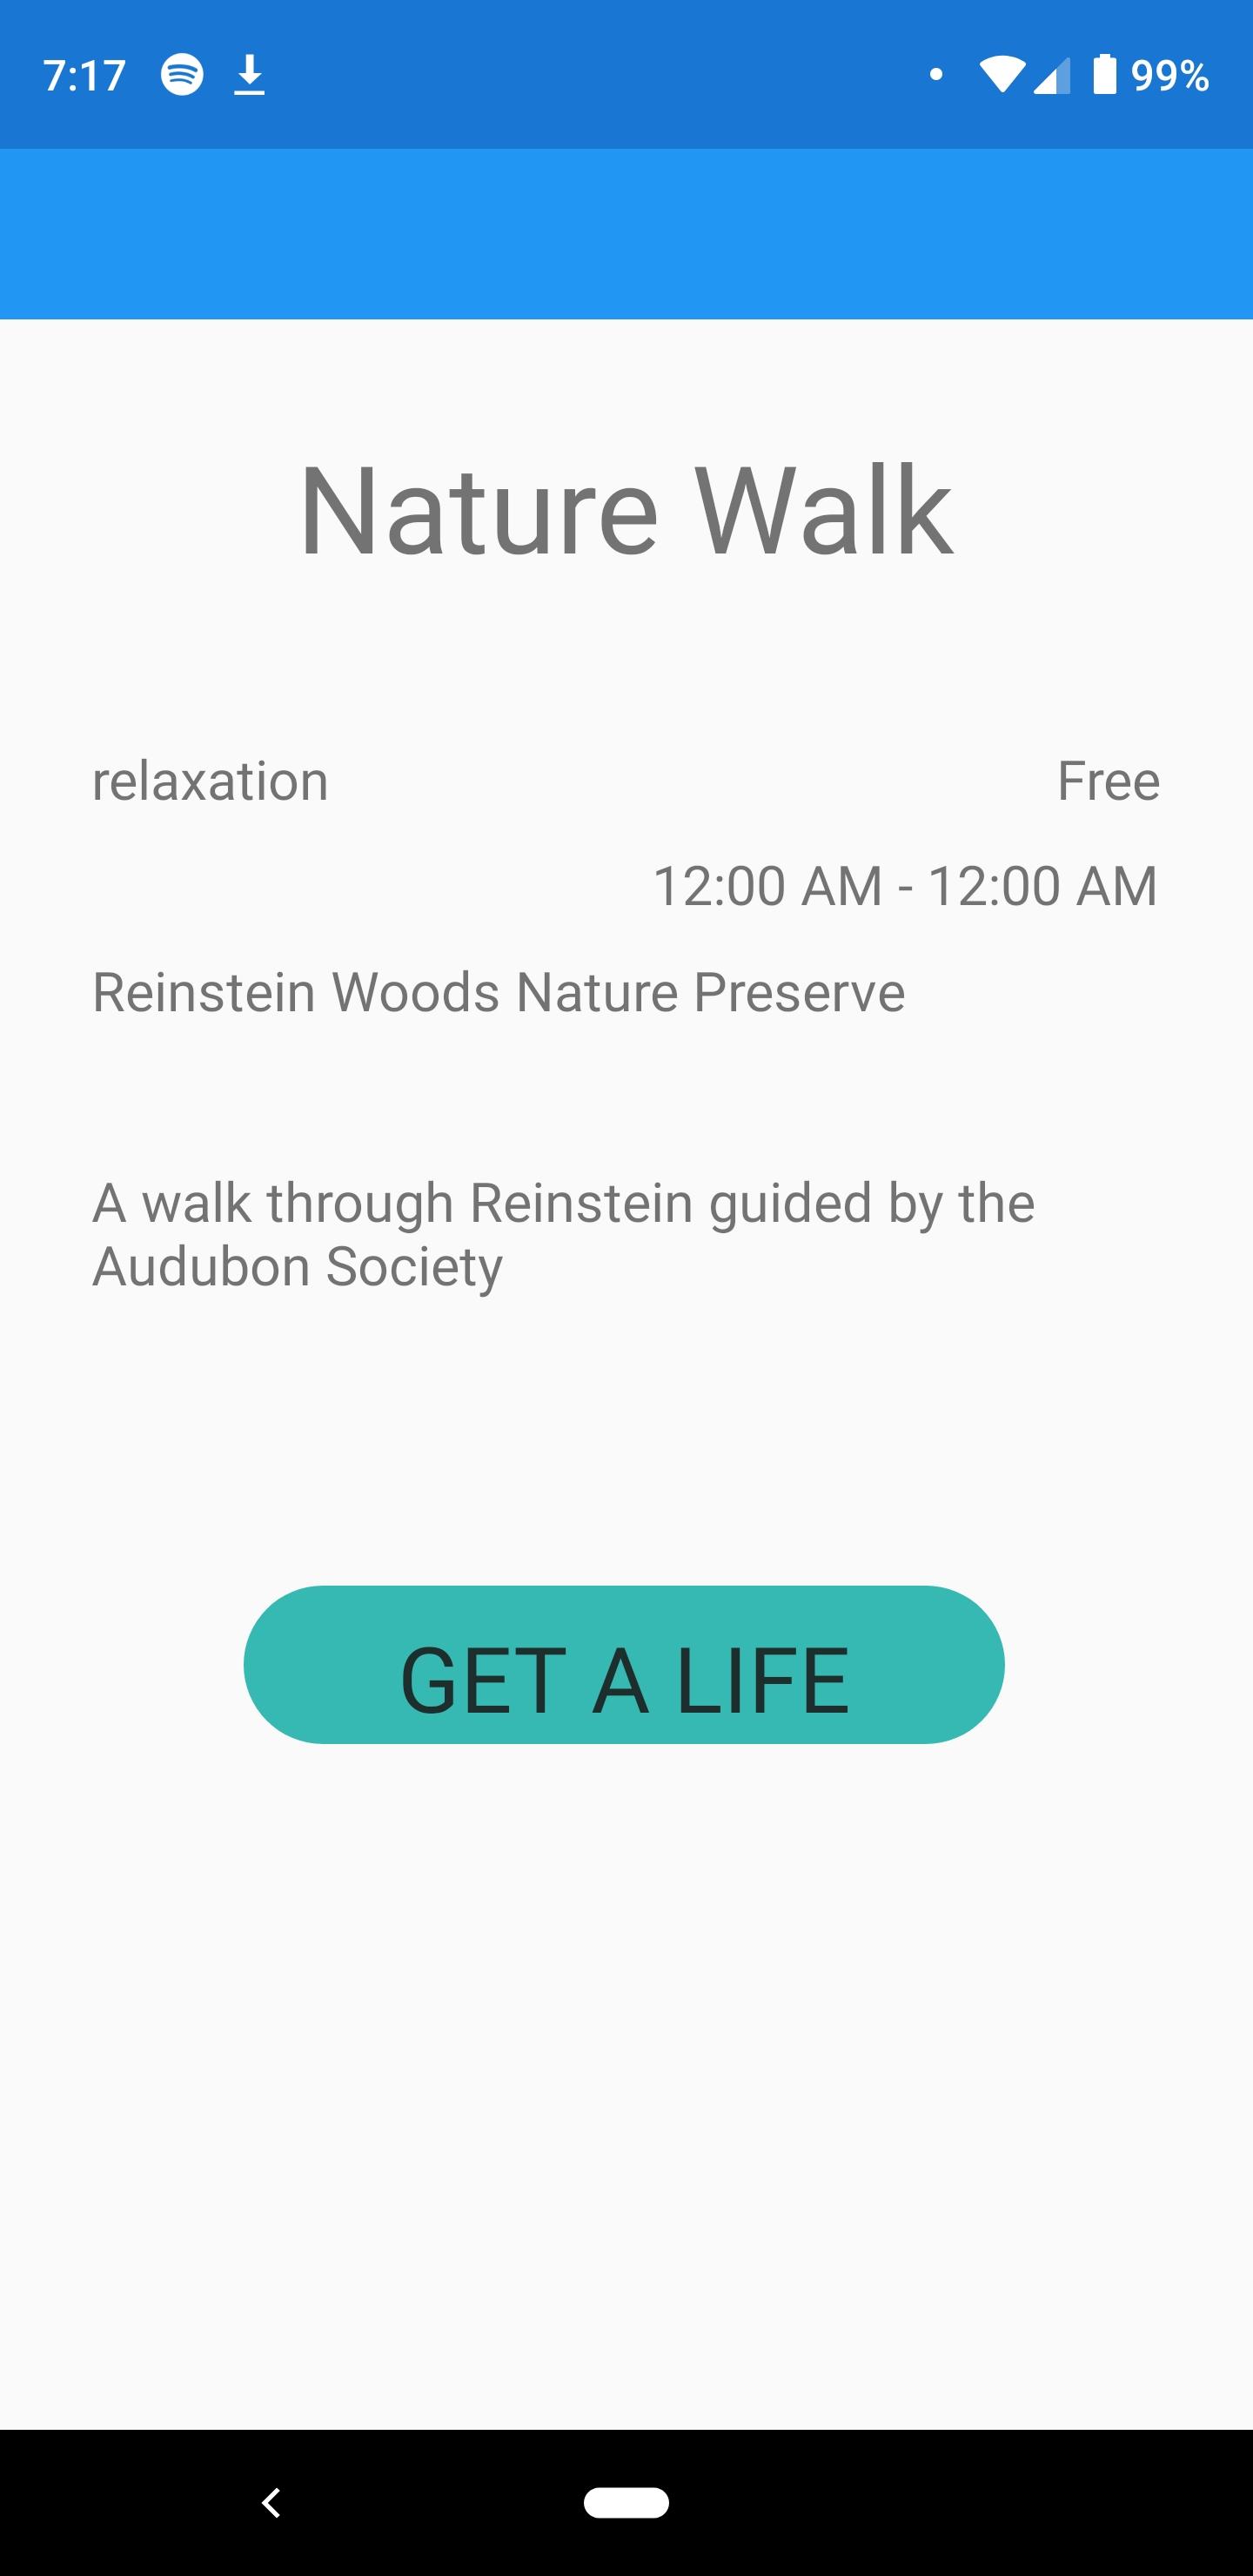 7:17
99%
Nature Walk
relaxation
Free
12:00 AM - 12:00 AM
Reinstein Woods Nature Preserve
A walk through Reinstein guided by the
Audubon Society
GET A LIFE